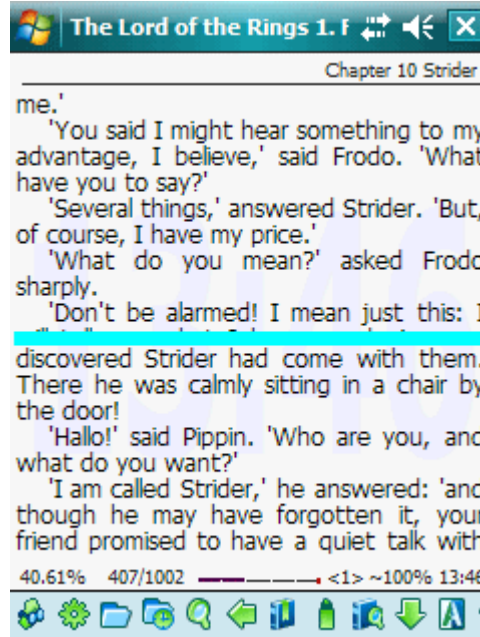 The Lord of the Rings 1. F
Chapter 10 Strider
me.'
'You said I might hear something to my
advantage, I believe,' said Frodo. 'What
have you to say?'
'Several things,' answered Strider. 'But,
of course, I have my price.'
'What do you mean?' asked Frodo
sharply.
'Don't be alarmed! I mean just this: I
discovered Strider had come with them.
There he was calmly sitting in a chair by
the door!
'Hallo!' said Pippin. 'Who are you, and
what do you want?'
'I am called Strider,' he answered: 'and
though he may have forgotten it, your
friend promised to have a quiet talk with
40.61% 407/1002 <1> ~100% 13:46